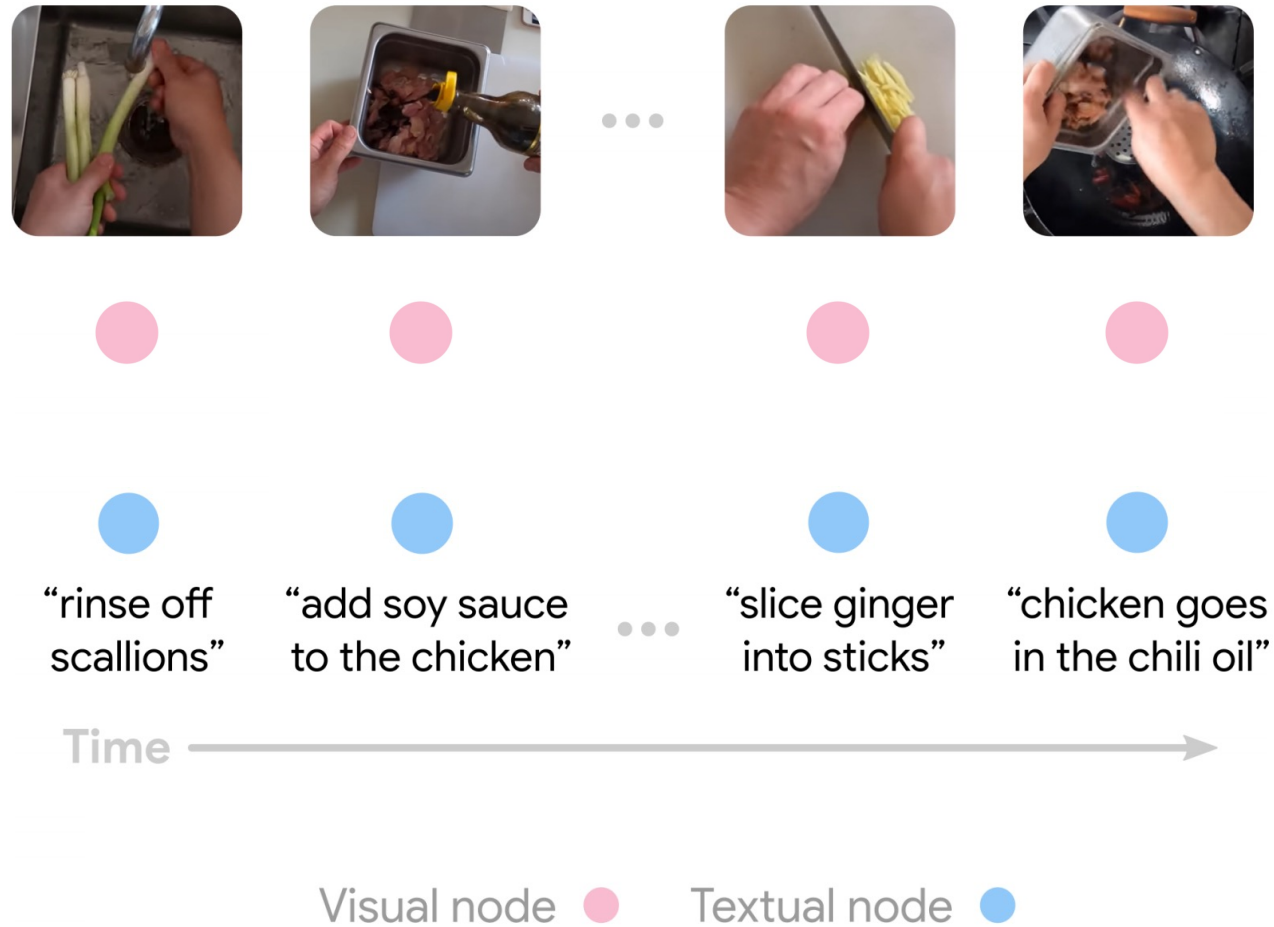 “rinse off
scallions”
“add soy sauce
to the chicken”
“slice ginger
into sticks”
“chicken goes
in the chili oil”
Time
Visual node
Textual node